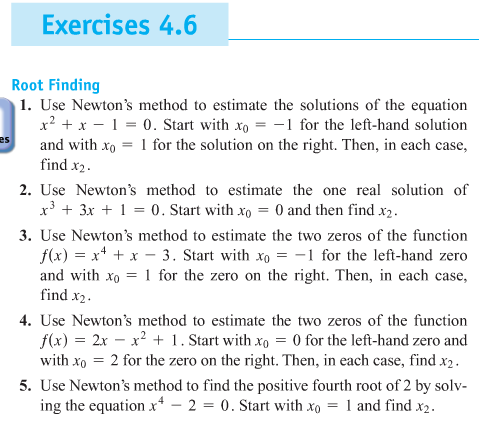 Exercises 4.6
Root Finding
1. Use Newton's method to estimate the solutions of the equation
x² + x − 1 = 0. Start with x₀ = −1 for the left-hand solution
es
and with x₀ = 1 for the solution on the right. Then, in each case,
find x₂.
2. Use Newton's method to estimate the one real solution of
x³ + 3x + 1 = 0. Start with x₀ = 0 and then find x₂.
3. Use Newton's method to estimate the two zeros of the function
f(x) = x⁴ + x − 3. Start with x₀ = −1 for the left-hand zero
and with x₀ = 1 for the zero on the right. Then, in each case,
find x₂.
4. Use Newton's method to estimate the two zeros of the function
f(x) = 2x − x² + 1. Start with x₀ = 0 for the left-hand zero and
with x₀ = 2 for the zero on the right. Then, in each case, find x₂.
5. Use Newton's method to find the positive fourth root of 2 by solv-
ing the equation x⁴ − 2 = 0. Start with x₀ = 1 and find x₂.